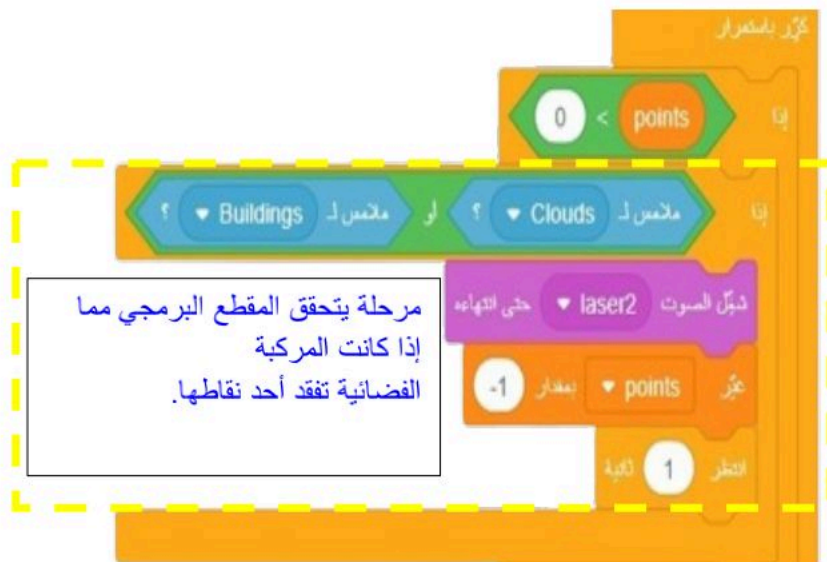 كرّر باستمرار
إذا points < 0
إذا ملامس لـ Clouds ؟ أو ملامس لـ Buildings ؟
شغّل الصوت laser2 حتى انتهاءه
غيّر points بمقدار -1
انتظر 1 ثانية
مرحلة يتحقق المقطع البرمجي مما
إذا كانت المركبة
الفضائية تفقد أحد نقاطها.